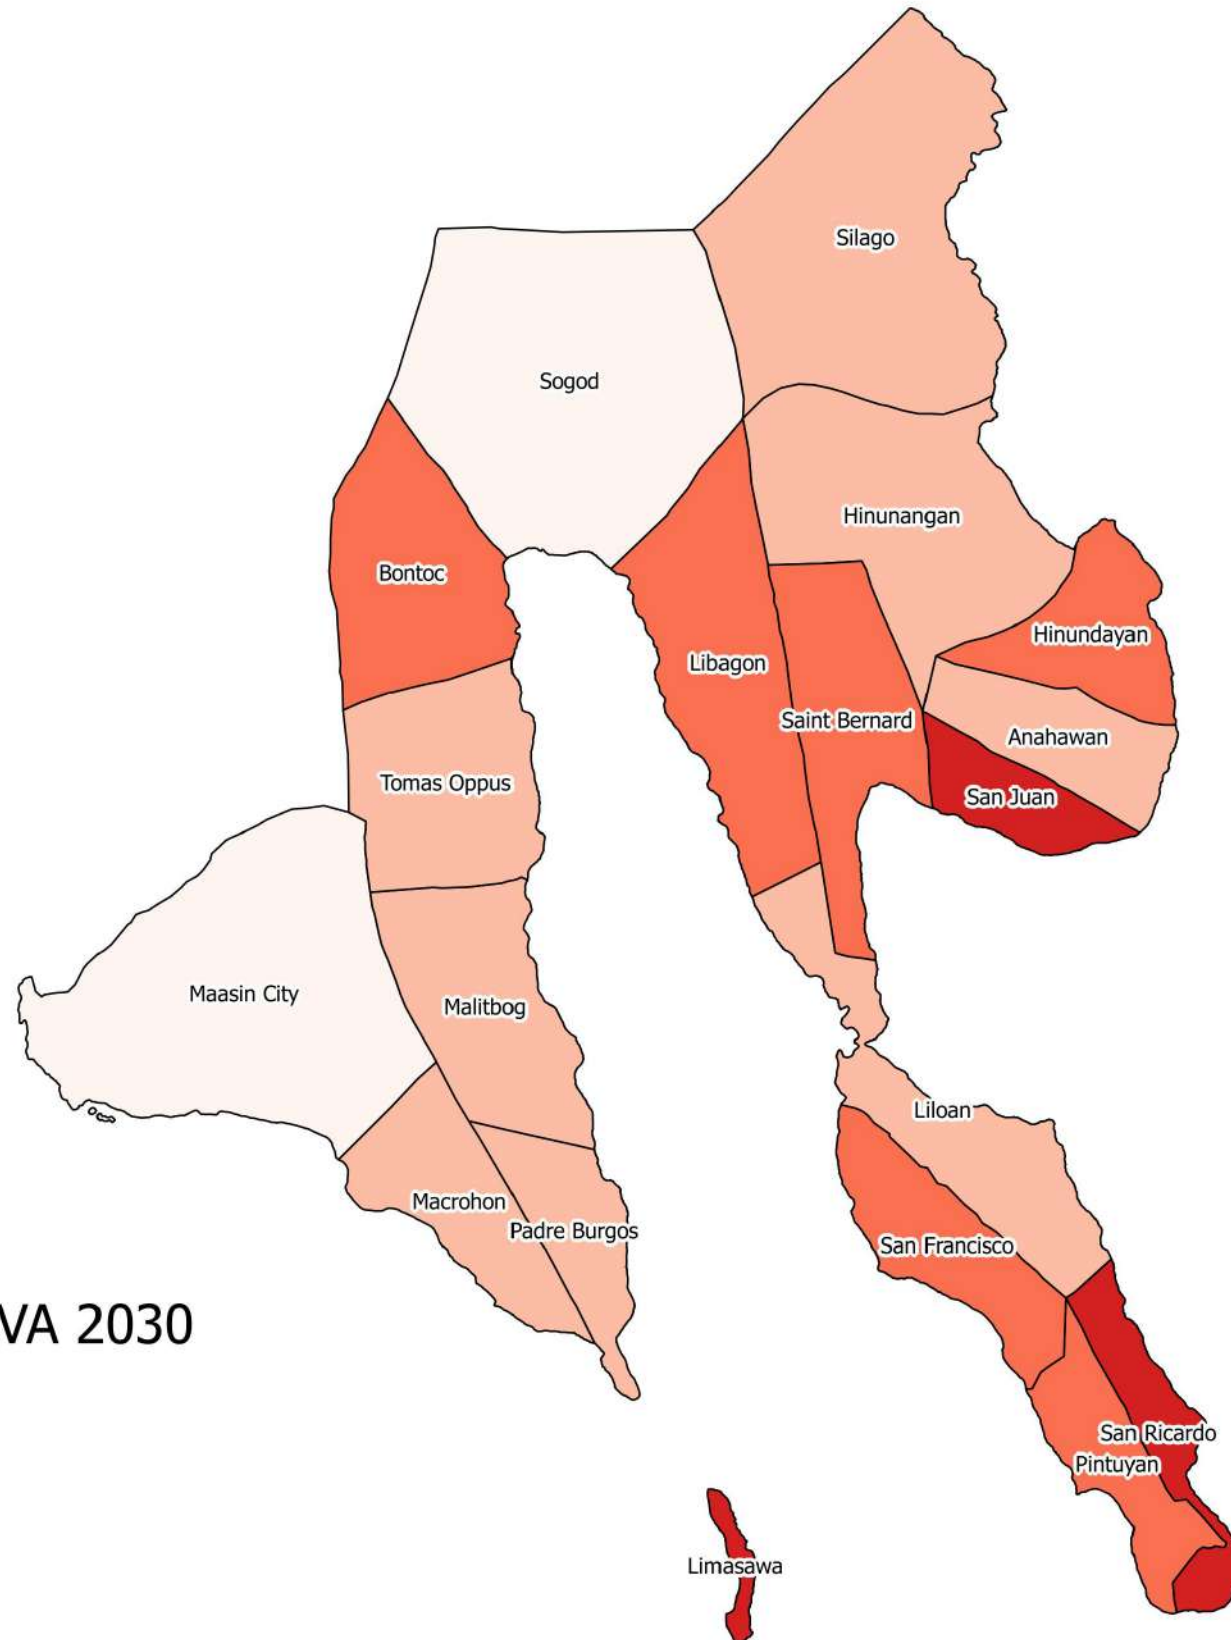 Silago
Sogod
Hinunangan
Bontoc
Hinundayan
Libagon
Saint Bernard
Anahawan
Tomas Oppus
San Juan
Maasin City
Malitbog
Liloan
Macrohon
Padre Burgos
San Francisco
VA 2030
San Ricardo
Pintuyan
Limasawa